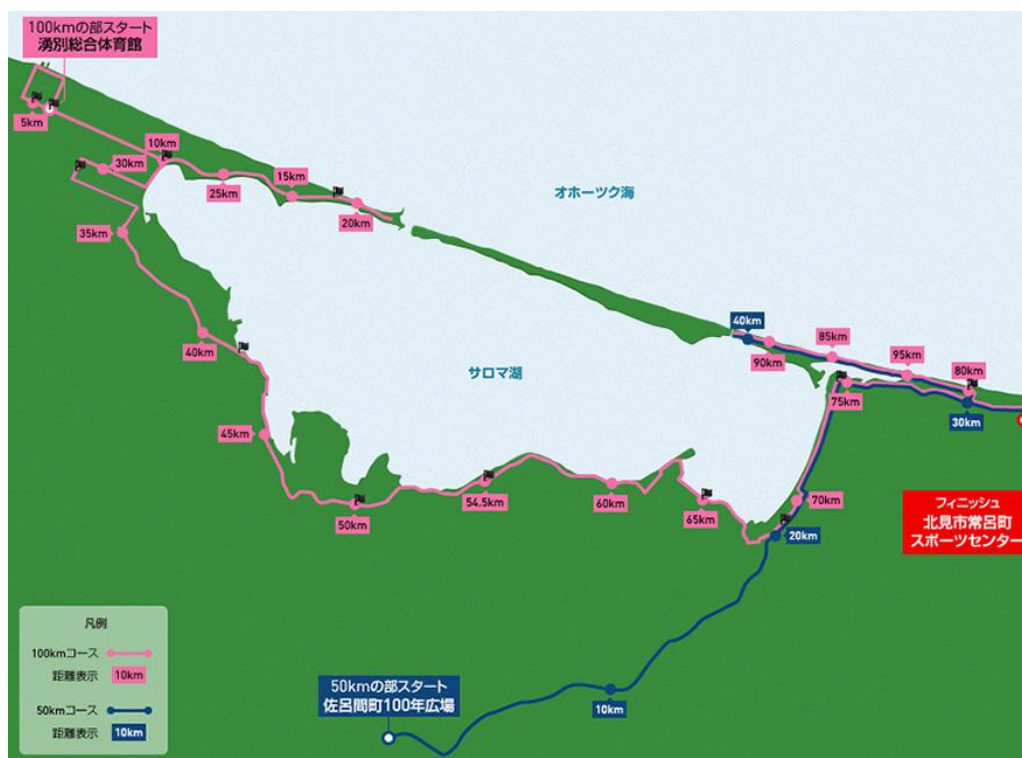 100kmの部スタート
湧別総合体育館
5km
10km
30km
25km
15km
20km
オホーツク海
35km
40km
サロマ湖
40km
90km
85km
95km
80km
75km
30km
45km
50km
54.5km
60km
65km
70km
20km
フィニッシュ
北見市常呂町
スポーツセンター
凡例
100kmコース
距離表示 10km
50kmコース
距離表示 10km
50kmの部スタート
佐呂間町100年広場
10km